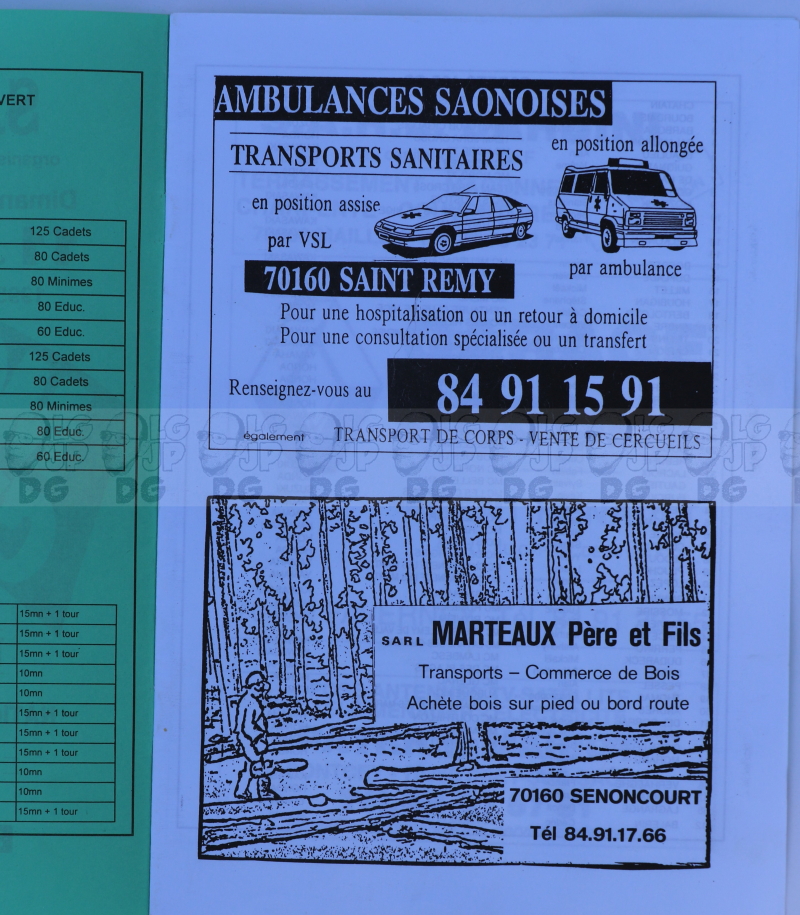 VERT
125 Cadets
80 Cadets
80 Minimes
80 Educ.
60 Educ.
125 Cadets
80 Cadets
80 Minimes
80 Educ.
60 Educ.
15mn + 1 tour
15mn + 1 tour
15mn + 1 tour
10mn
10mn
15mn + 1 tour
15mn + 1 tour
15mn + 1 tour
10mn
10mn
15mn + 1 tour
AMBULANCES SAONOISES
TRANSPORTS SANITAIRES
en position allongée
en position assise
par VSL
par ambulance
70160 SAINT REMY
Pour une hospitalisation ou un retour à domicile
Pour une consultation spécialisée ou un transfert
Renseignez-vous au 84 91 15 91
également TRANSPORT DE CORPS - VENTE DE CERCUEILS
SARL MARTEAUX Père et Fils
Transports – Commerce de Bois
Achète bois sur pied ou bord route
70160 SENONCOURT
Tél 84.91.17.66